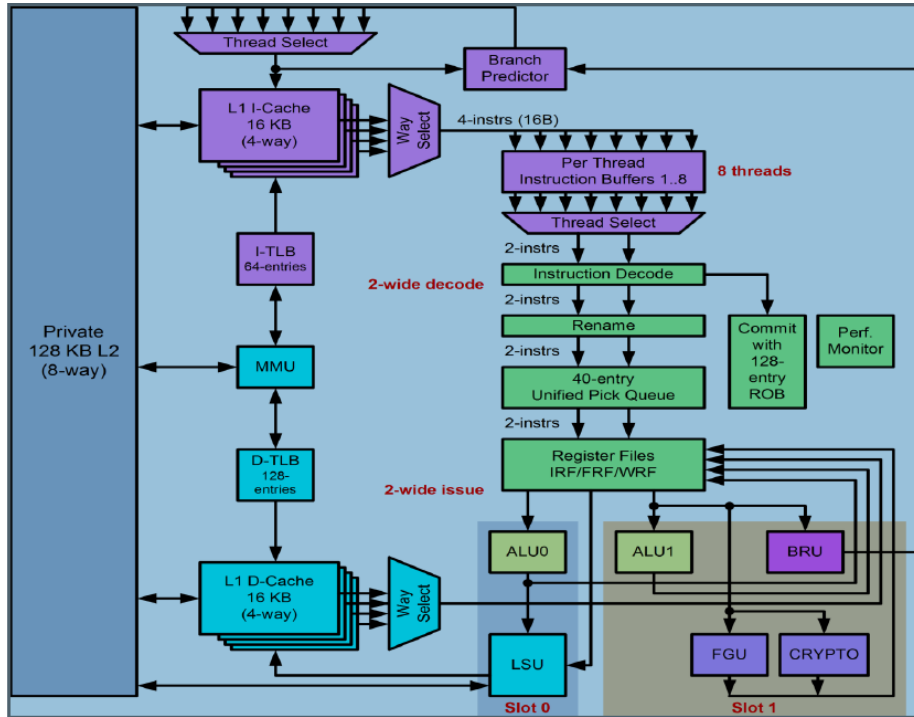 Thread Select
Branch
Predictor
L1 I-Cache
16 KB
(4-way)
Way
Select
4-instrs (16B)
Per Thread
Instruction Buffers 1..8
8 threads
Thread Select
2-instrs
I-TLB
64-entries
2-wide decode
Instruction Decode
2-instrs
Rename
Private
128 KB L2
(8-way)
MMU
2-instrs
40-entry
Unified Pick Queue
Commit
with
128-
entry
ROB
Perf.
Monitor
2-instrs
D-TLB
128-
entries
Register Files
IRF/FRF/WRF
2-wide issue
ALU0
ALU1
BRU
L1 D-Cache
16 KB
(4-way)
Way
Select
LSU
FGU
CRYPTO
Slot 0
Slot 1